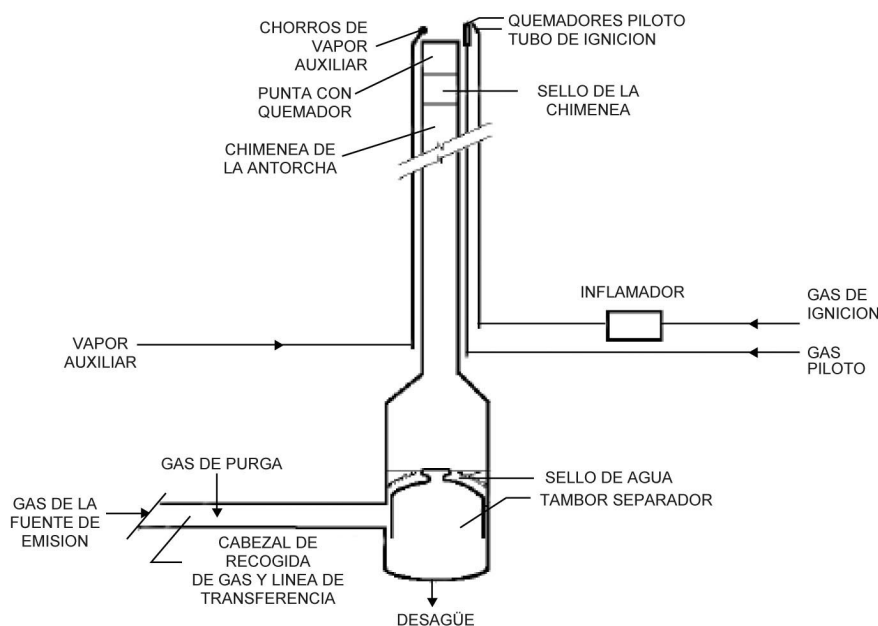 CHORROS DE
VAPOR
AUXILIAR
QUEMADORES PILOTO
TUBO DE IGNICION
PUNTA CON
QUEMADOR
SELLO DE LA
CHIMENEA
CHIMENEA DE
LA ANTORCHA
INFLAMADOR
GAS DE
IGNICION
VAPOR
AUXILIAR
GAS
PILOTO
GAS DE PURGA
SELLO DE AGUA
TAMBOR SEPARADOR
GAS DE LA
FUENTE DE
EMISION
CABEZAL DE
RECOGIDA
DE GAS Y LINEA DE
TRANSFERENCIA
DESAGÜE